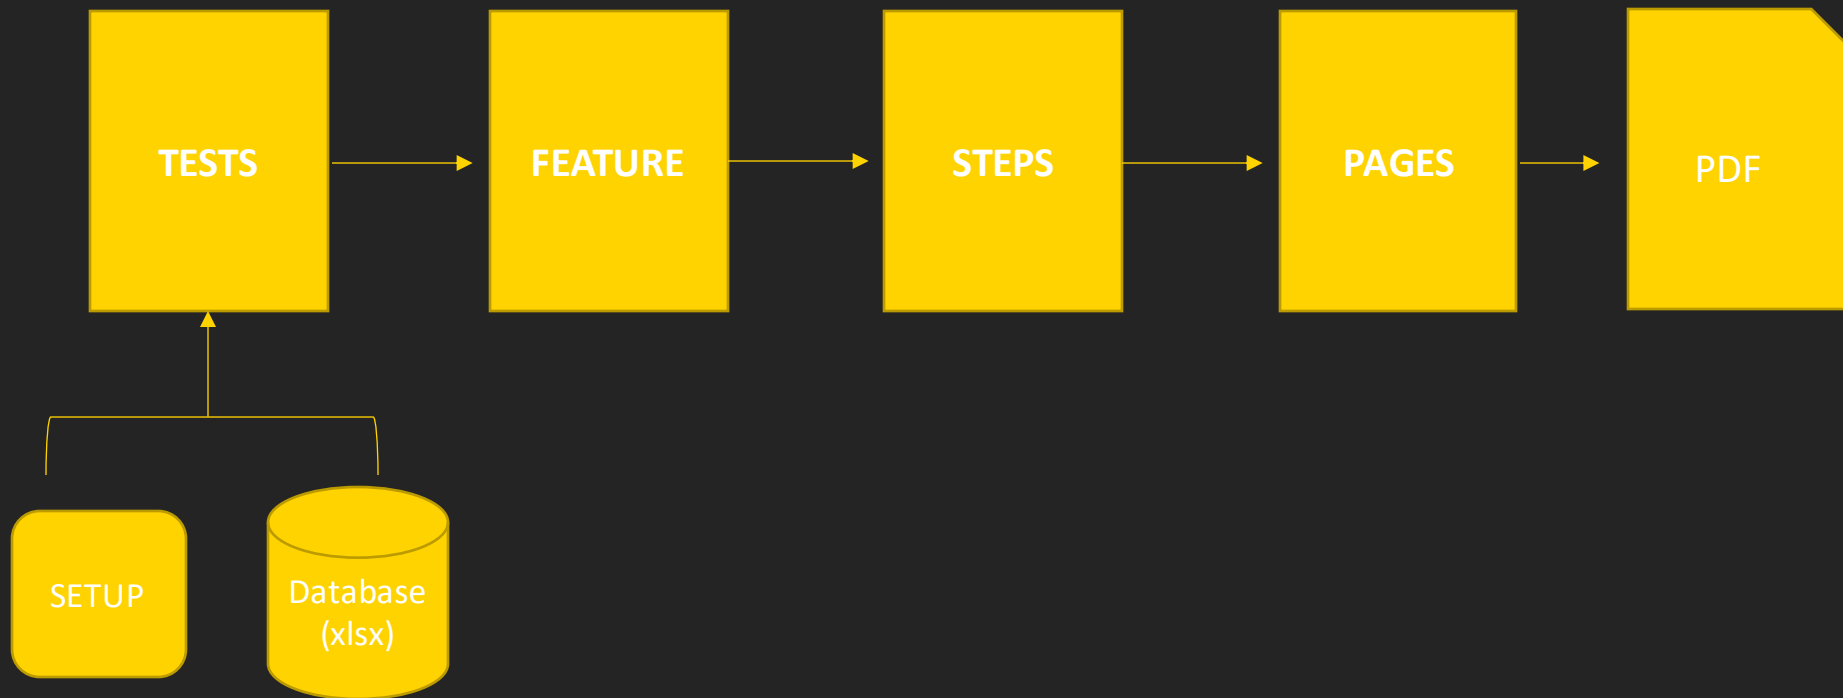 TESTS
FEATURE
STEPS
PAGES
PDF
SETUP
Database
(xlsx)